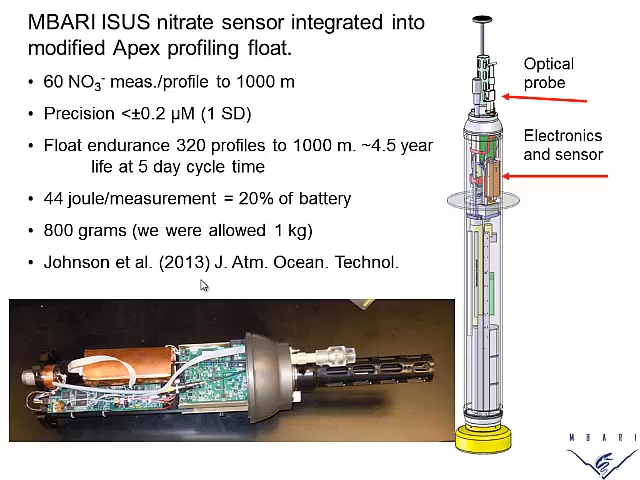 MBARI ISUS nitrate sensor integrated into
modified Apex profiling float.
• 60 NO₃⁻ meas./profile to 1000 m
• Precision <±0.2 µM (1 SD)
• Float endurance 320 profiles to 1000 m. ~4.5 year
life at 5 day cycle time
• 44 joule/measurement = 20% of battery
• 800 grams (we were allowed 1 kg)
• Johnson et al. (2013) J. Atm. Ocean. Technol.
Optical
probe
Electronics
and sensor
MBARI